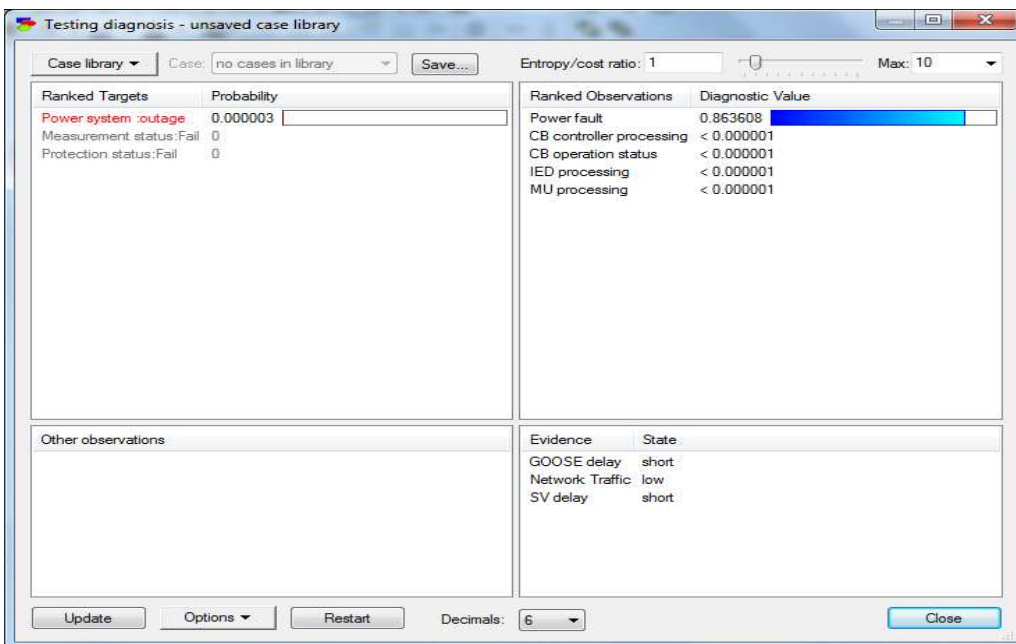 Testing diagnosis - unsaved case library
Case library Case: no cases in library Save... Entropy/cost ratio: 1 Max: 10
Ranked Targets Probability
Power system :outage 0.000003
Measurement status:Fail 0
Protection status:Fail 0
Ranked Observations Diagnostic Value
Power fault 0.863608
CB controller processing < 0.000001
CB operation status < 0.000001
IED processing < 0.000001
MU processing < 0.000001
Other observations
Evidence State
GOOSE delay short
Network Traffic low
SV delay short
Update Options Restart Decimals: 6 Close